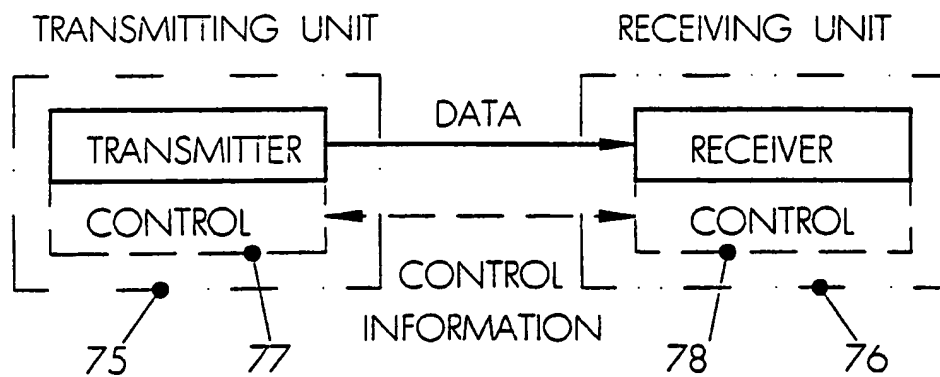 TRANSMITTING UNIT
RECEIVING UNIT
DATA
TRANSMITTER
RECEIVER
CONTROL
CONTROL
CONTROL
INFORMATION
75
77
78
76